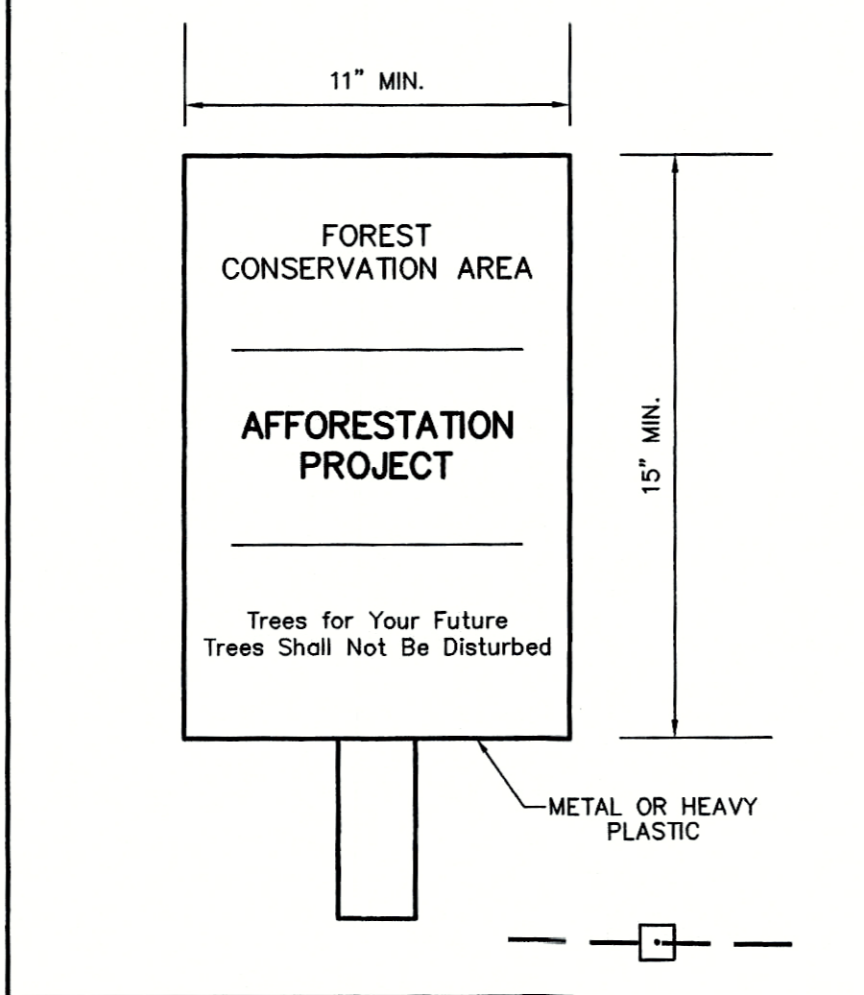 11" MIN.
FOREST
CONSERVATION AREA
AFFORESTATION
PROJECT
15" MIN.
Trees for Your Future
Trees Shall Not Be Disturbed
METAL OR HEAVY
PLASTIC